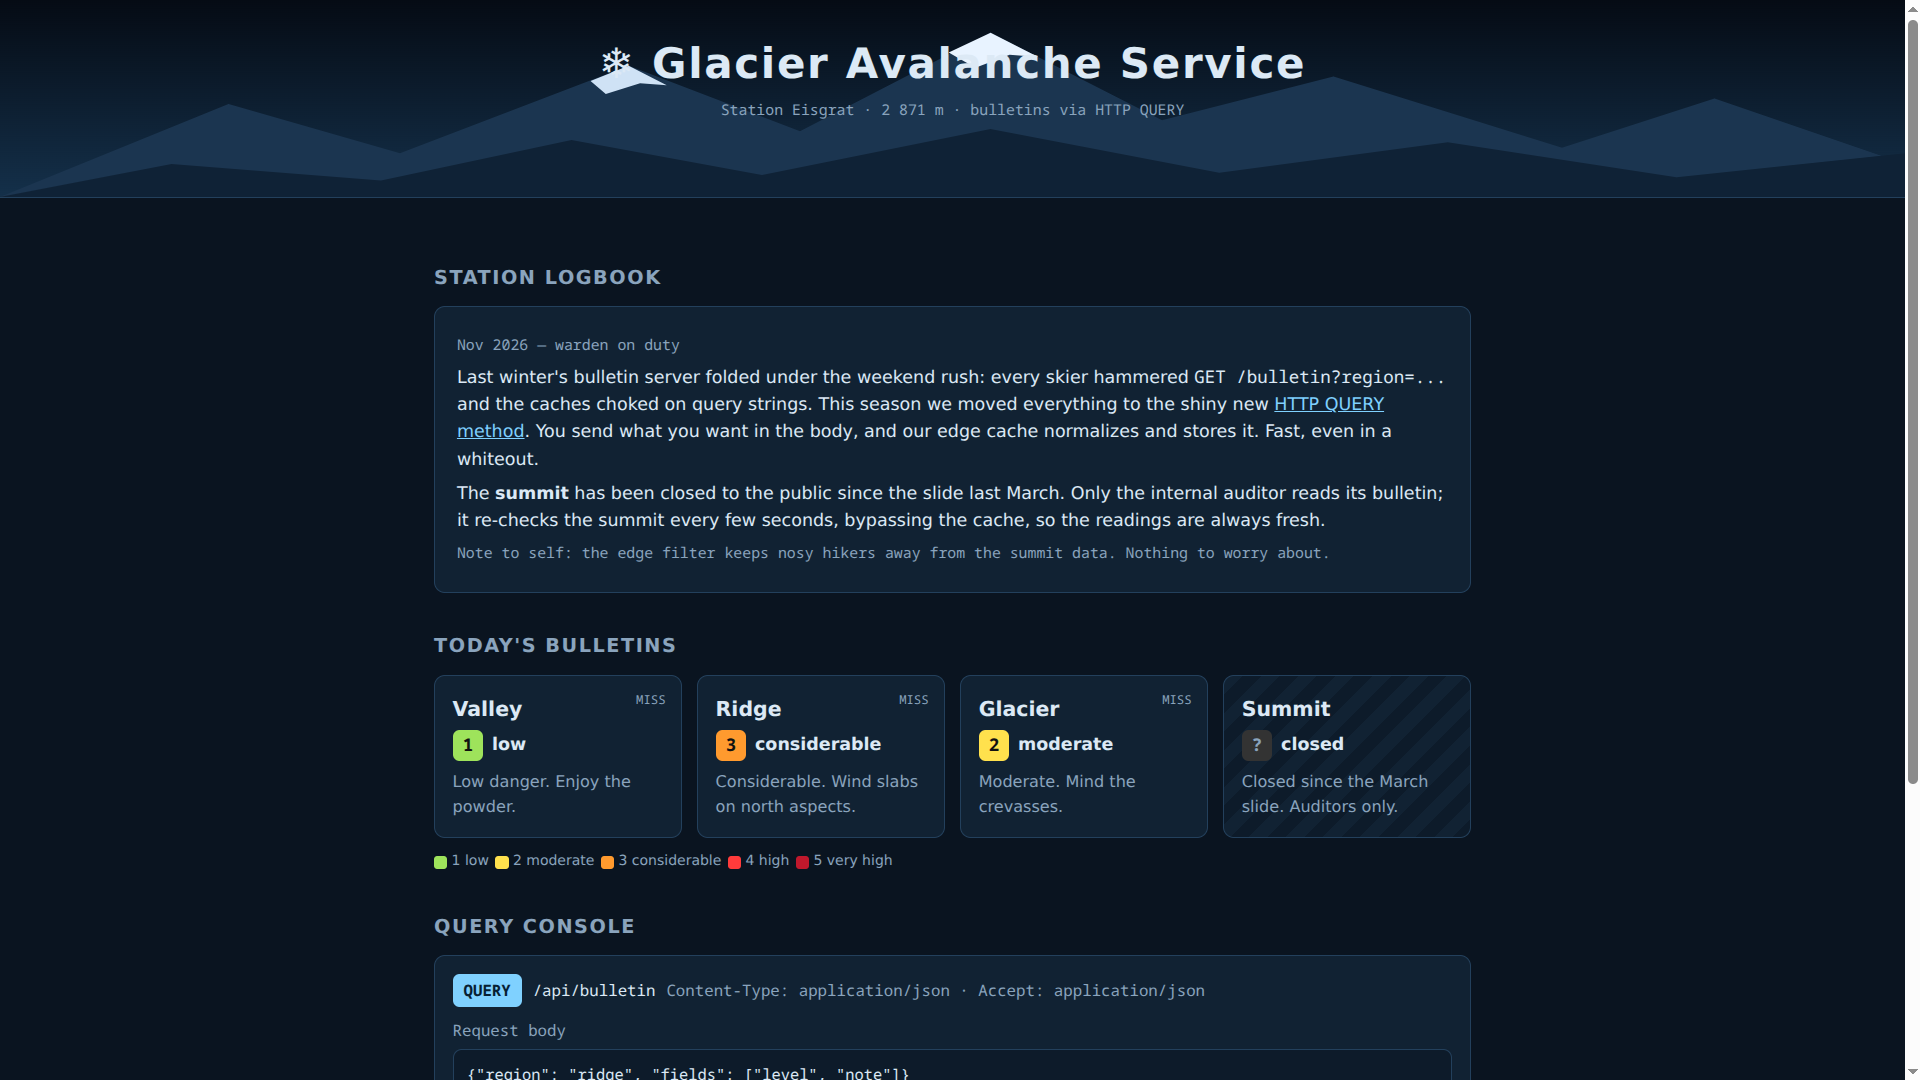 ❄ Glacier Avalanche Service
Station Eisgrat · 2 871 m · bulletins via HTTP QUERY
STATION LOGBOOK
Nov 2026 — warden on duty
Last winter's bulletin server folded under the weekend rush: every skier hammered GET /bulletin?region=...
and the caches choked on query strings. This season we moved everything to the shiny new HTTP QUERY
method. You send what you want in the body, and our edge cache normalizes and stores it. Fast, even in a
whiteout.
The summit has been closed to the public since the slide last March. Only the internal auditor reads its bulletin;
it re-checks the summit every few seconds, bypassing the cache, so the readings are always fresh.
Note to self: the edge filter keeps nosy hikers away from the summit data. Nothing to worry about.
TODAY'S BULLETINS
MISS
Valley
1 low
Low danger. Enjoy the
powder.
MISS
Ridge
3 considerable
Considerable. Wind slabs
on north aspects.
MISS
Glacier
2 moderate
Moderate. Mind the
crevasses.
Summit
? closed
Closed since the March
slide. Auditors only.
1 low 2 moderate 3 considerable 4 high 5 very high
QUERY CONSOLE
QUERY /api/bulletin Content-Type: application/json · Accept: application/json
Request body
{"region": "ridge", "fields": ["level", "note"]}